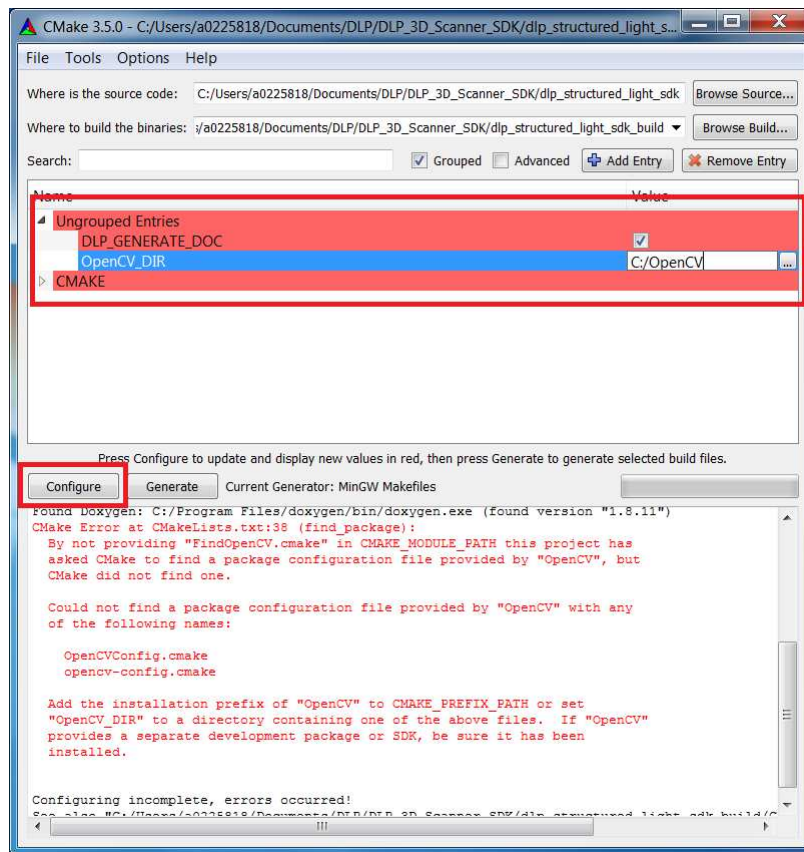 CMake 3.5.0 - C:/Users/a0225818/Documents/DLP/DLP_3D_Scanner_SDK/dlp_structured_light_s...
File Tools Options Help
Where is the source code: C:/Users/a0225818/Documents/DLP/DLP_3D_Scanner_SDK/dlp_structured_light_sdk Browse Source...
Where to build the binaries: s/a0225818/Documents/DLP/DLP_3D_Scanner_SDK/dlp_structured_light_sdk_build Browse Build...
Search: Grouped Advanced Add Entry Remove Entry
Name Value
Ungrouped Entries
DLP_GENERATE_DOC
OpenCV_DIR C:/OpenCV ...
CMAKE
Press Configure to update and display new values in red, then press Generate to generate selected build files.
Configure Generate Current Generator: MinGW Makefiles
Found Doxygen: C:/Program Files/doxygen/bin/doxygen.exe (found version "1.8.11")
CMake Error at CMakeLists.txt:38 (find_package):
By not providing "FindOpenCV.cmake" in CMAKE_MODULE_PATH this project has
asked CMake to find a package configuration file provided by "OpenCV", but
CMake did not find one.
Could not find a package configuration file provided by "OpenCV" with any
of the following names:
OpenCVConfig.cmake
opencv-config.cmake
Add the installation prefix of "OpenCV" to CMAKE_PREFIX_PATH or set
"OpenCV_DIR" to a directory containing one of the above files. If "OpenCV"
provides a separate development package or SDK, be sure it has been
installed.
Configuring incomplete, errors occurred!
See also "C:/Users/a0225818/Documents/DLP/DLP_3D_Scanner_SDK/dlp_structured_light_sdk_build/C